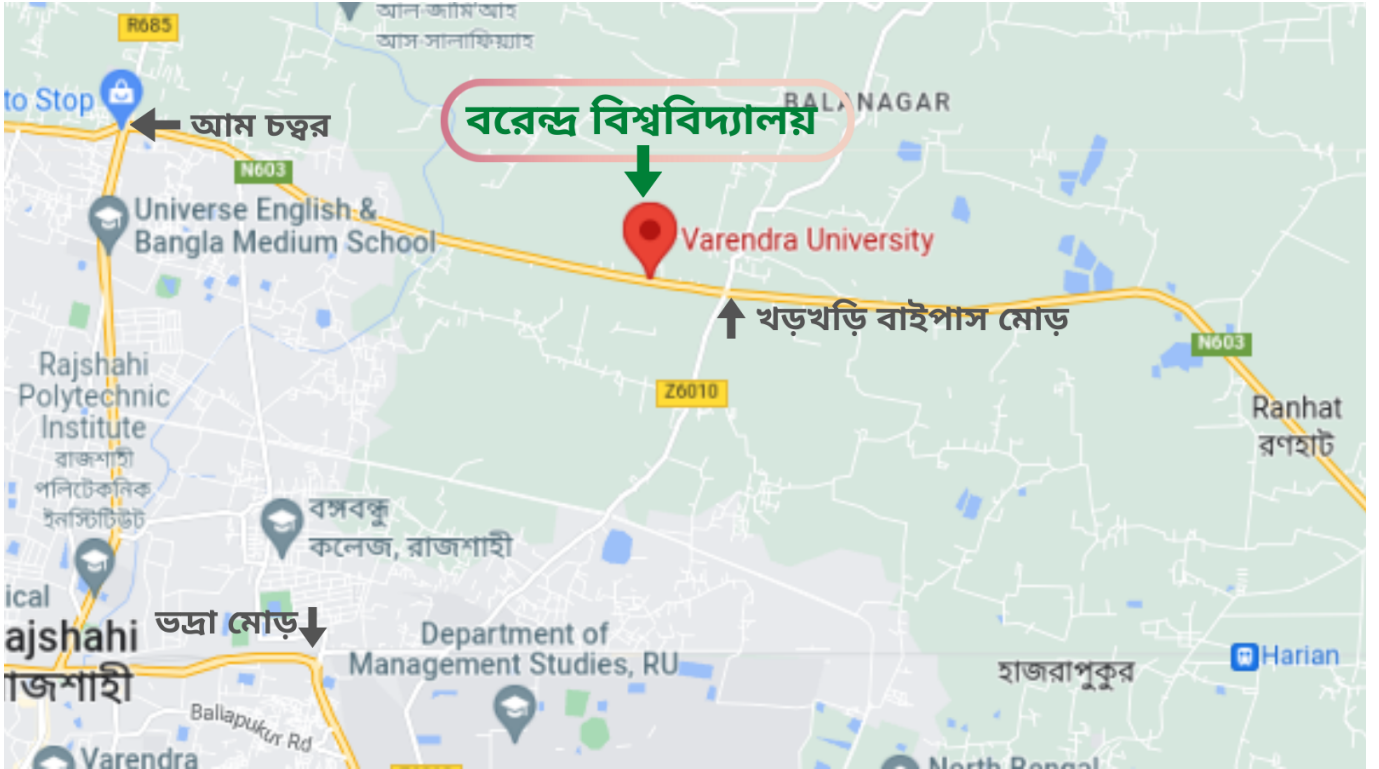 আল-জামি'আহ
আস-সালাফিয়্যাহ
R685
to Stop
আম চত্বর
বরেন্দ্র বিশ্ববিদ্যালয়
BALANAGAR
N603
Universe English &
Bangla Medium School
Varendra University
খড়খড়ি বাইপাস মোড়
N603
Rajshahi
Polytechnic
Institute
রাজশাহী
পলিটেকনিক
ইনস্টিটিউট
Z6010
Ranhat
রণহাট
বঙ্গবন্ধু
কলেজ, রাজশাহী
ical
ajshahi
াজশাহী
ভদ্রা মোড়
Department of
Management Studies, RU
হাজরাপুকুর
Harian
Ballapukur Rd
Varendra
North Bengal